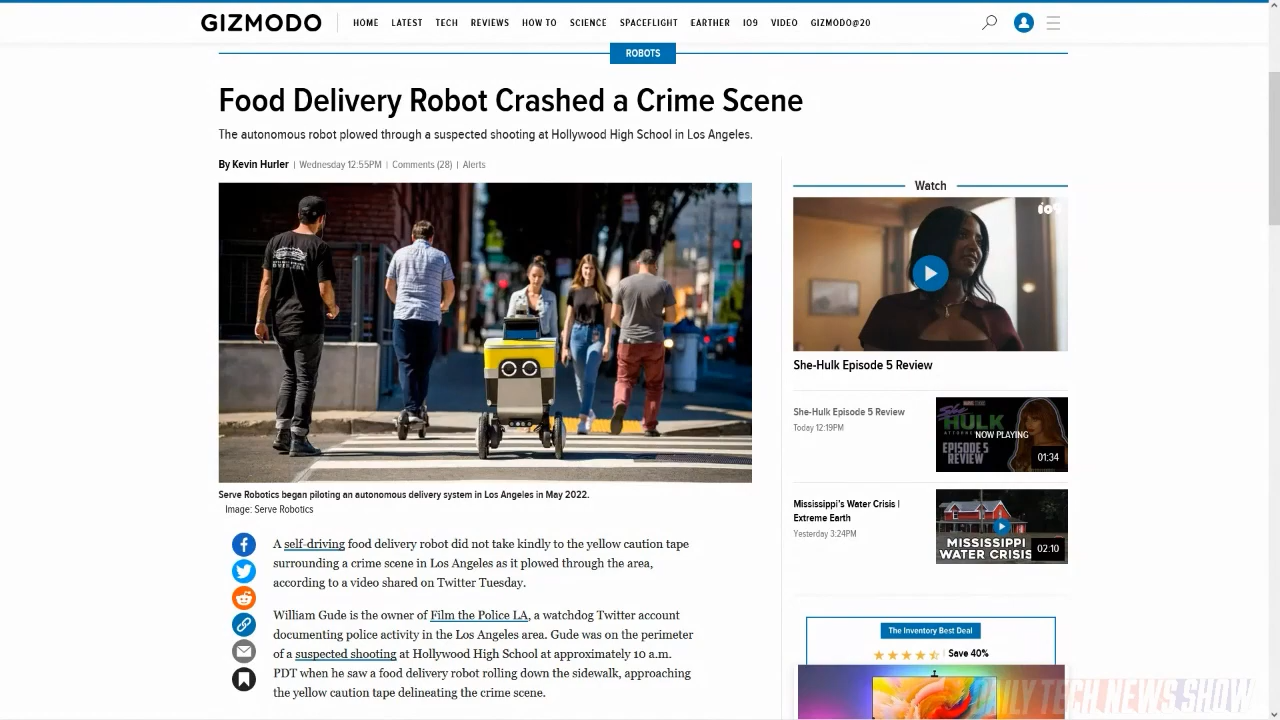 GIZMODO
HOME LATEST TECH REVIEWS HOW TO SCIENCE SPACEFLIGHT EARTHER IO9 VIDEO GIZMODO@20
ROBOTS
Food Delivery Robot Crashed a Crime Scene
The autonomous robot plowed through a suspected shooting at Hollywood High School in Los Angeles.
By Kevin Hurler | Wednesday 12:55PM | Comments (28) | Alerts
Serve Robotics began piloting an autonomous delivery system in Los Angeles in May 2022.
Image: Serve Robotics
A self-driving food delivery robot did not take kindly to the yellow caution tape
surrounding a crime scene in Los Angeles as it plowed through the area,
according to a video shared on Twitter Tuesday.
William Gude is the owner of Film the Police LA, a watchdog Twitter account
documenting police activity in the Los Angeles area. Gude was on the perimeter
of a suspected shooting at Hollywood High School at approximately 10 a.m.
PDT when he saw a food delivery robot rolling down the sidewalk, approaching
the yellow caution tape delineating the crime scene.
Watch
io9
She-Hulk Episode 5 Review
She-Hulk Episode 5 Review
Today 12:19PM
She
HULK
EPISODE 5
REVIEW
NOW PLAYING
01:34
Mississippi's Water Crisis |
Extreme Earth
Yesterday 3:24PM
MISSISSIPPI
WATER CRISIS
02:10
The Inventory Best Deal
Save 40%
DAILY TECH NEWS SHOW